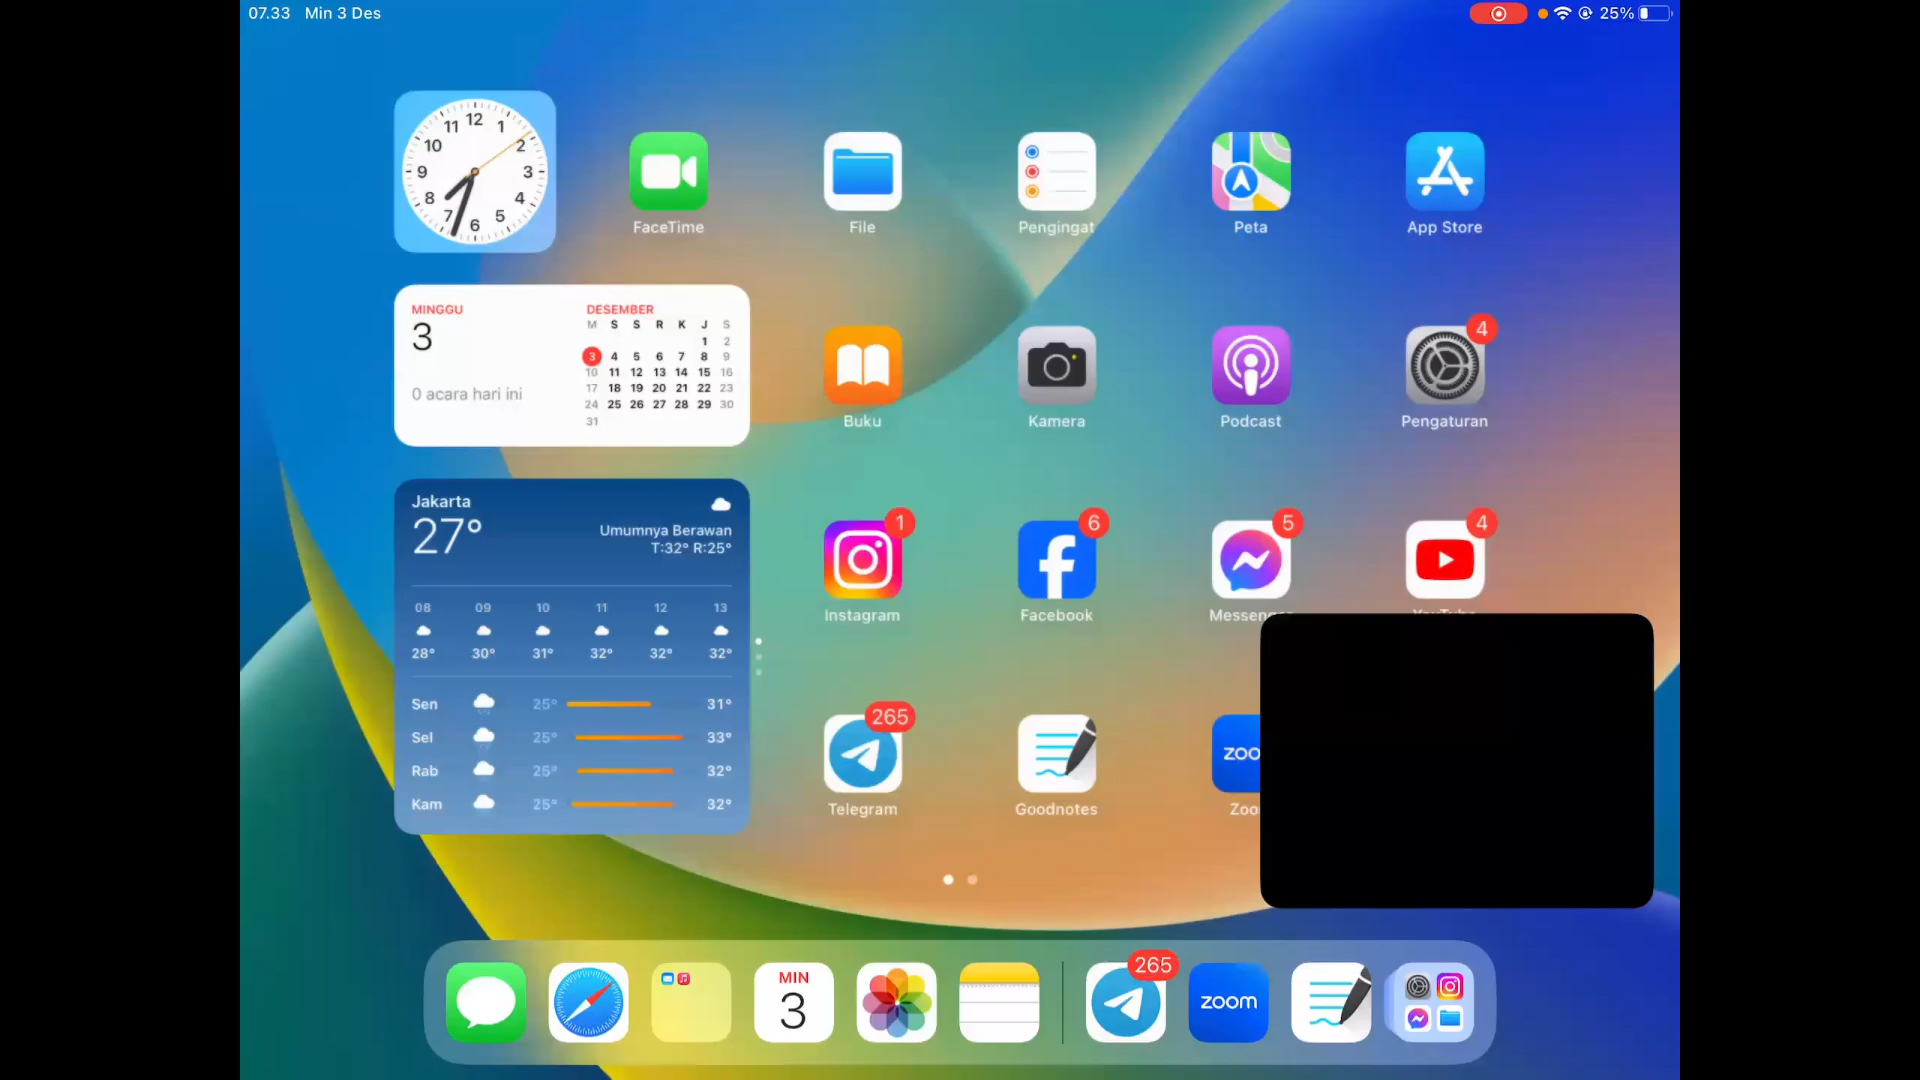 07.33 Min 3 Des
25%
12
11 1
10 2
9 3
8 4
7 5
6
FaceTime
File
Pengingat
Peta
App Store
MINGGU
3
0 acara hari ini
DESEMBER
M S S R K J S
1 2
3 4 5 6 7 8 9
10 11 12 13 14 15 16
17 18 19 20 21 22 23
24 25 26 27 28 29 30
31
Buku
Kamera
Podcast
4
Pengaturan
Jakarta
27°
Umumnya Berawan
T:32° R:25°
08 09 10 11 12 13
28° 30° 31° 32° 32° 32°
Sen 25° 31°
Sel 25° 33°
Rab 25° 32°
Kam 25° 32°
1
Instagram
6
Facebook
5
4
265
Telegram
Goodnotes
MIN
3
265
zoom